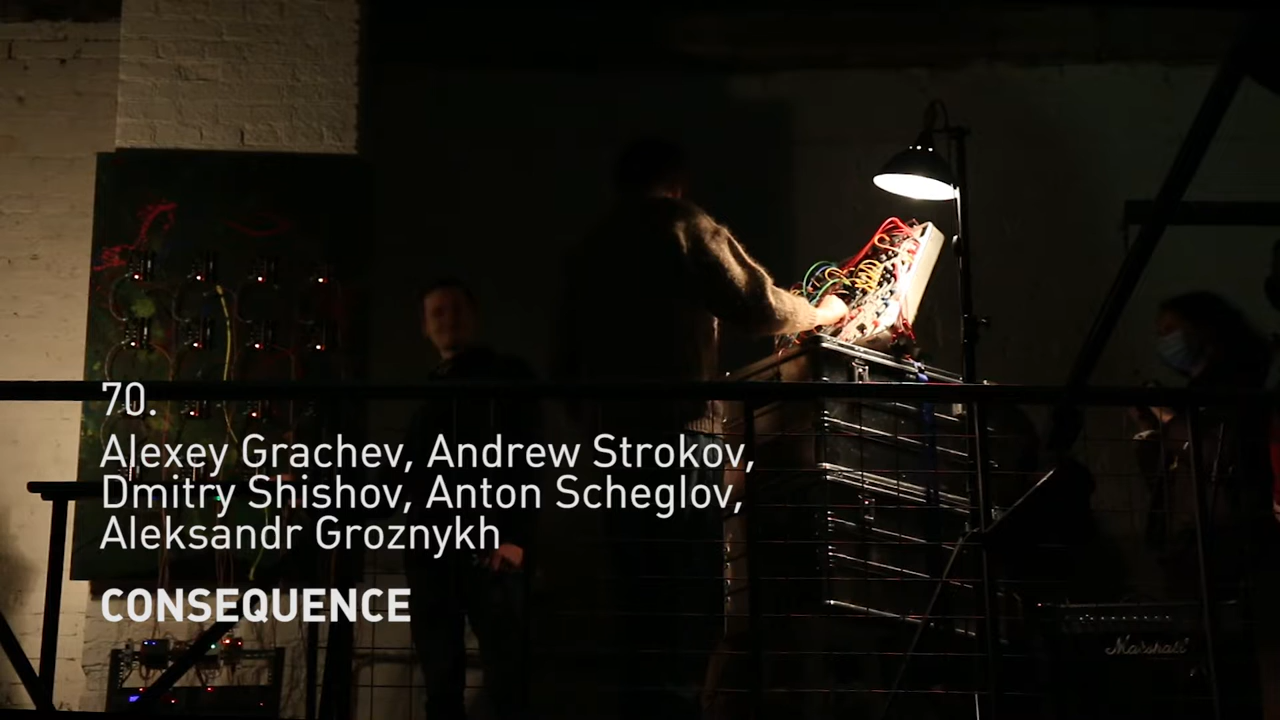 70.
Alexey Grachev, Andrew Strokov,
Dmitry Shishov, Anton Scheglov,
Aleksandr Groznykh
CONSEQUENCE
Marshall